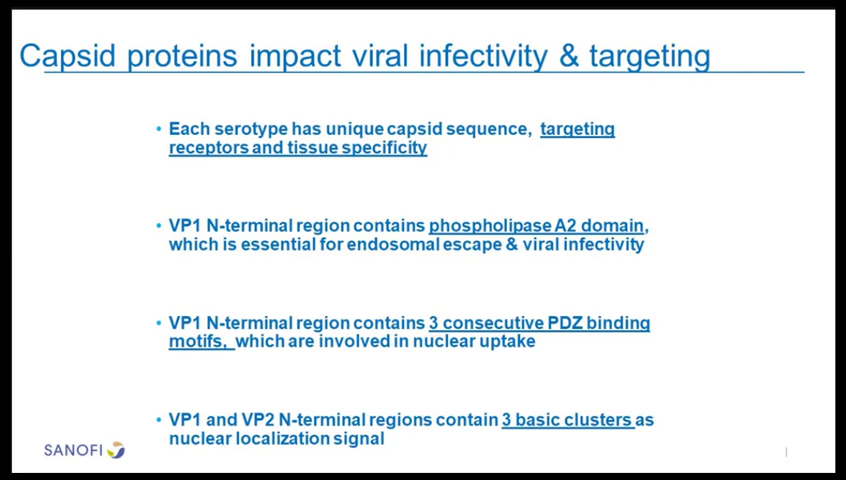 Capsid proteins impact viral infectivity & targeting
• Each serotype has unique capsid sequence, targeting
receptors and tissue specificity
• VP1 N-terminal region contains phospholipase A2 domain,
which is essential for endosomal escape & viral infectivity
• VP1 N-terminal region contains 3 consecutive PDZ binding
motifs, which are involved in nuclear uptake
• VP1 and VP2 N-terminal regions contain 3 basic clusters as
nuclear localization signal
SANOFI